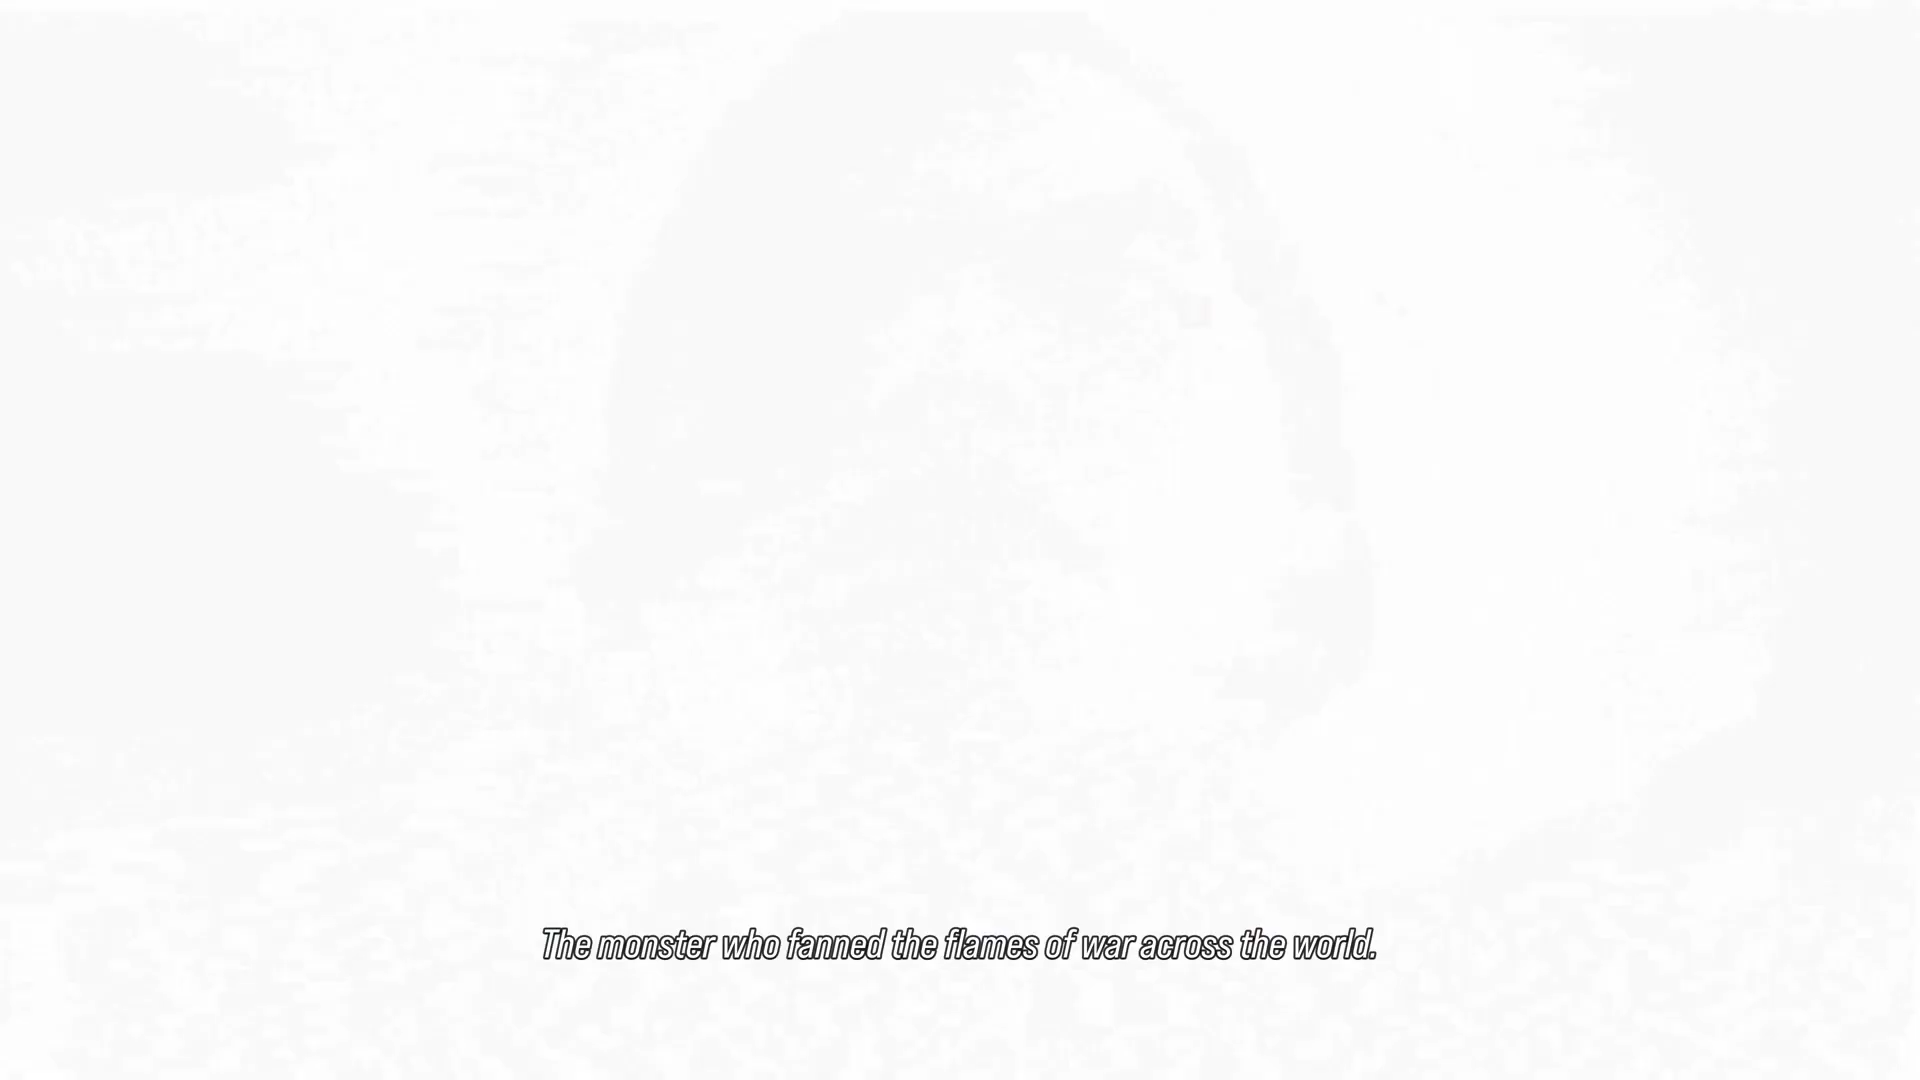 The monster who fanned the flames of war across the world.